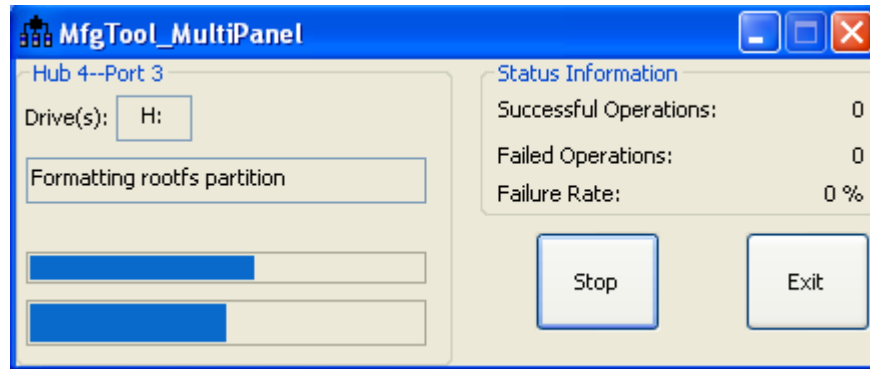 MfgTool_MultiPanel
Hub 4--Port 3
Drive(s): H:
Formatting rootfs partition
Status Information
Successful Operations: 0
Failed Operations: 0
Failure Rate: 0 %
Stop
Exit